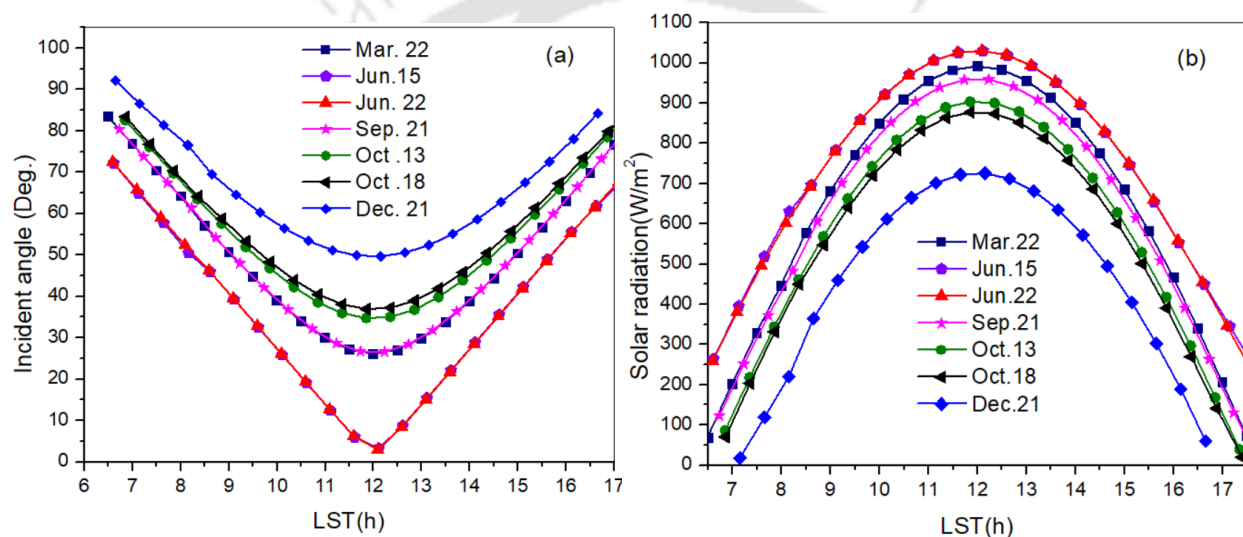 (a)
Mar. 22
Jun.15
Jun. 22
Sep. 21
Oct .13
Oct .18
Dec. 21
Incident angle (Deg.)
100
90
80
70
60
50
40
30
20
10
0
6 7 8 9 10 11 12 13 14 15 16 17
LST(h)
(b)
Mar.22
Jun.15
Jun.22
Sep.21
Oct.13
Oct.18
Dec.21
Solar radiation(W/m²)
1100
1000
900
800
700
600
500
400
300
200
100
0
7 8 9 10 11 12 13 14 15 16 17
LST(h)